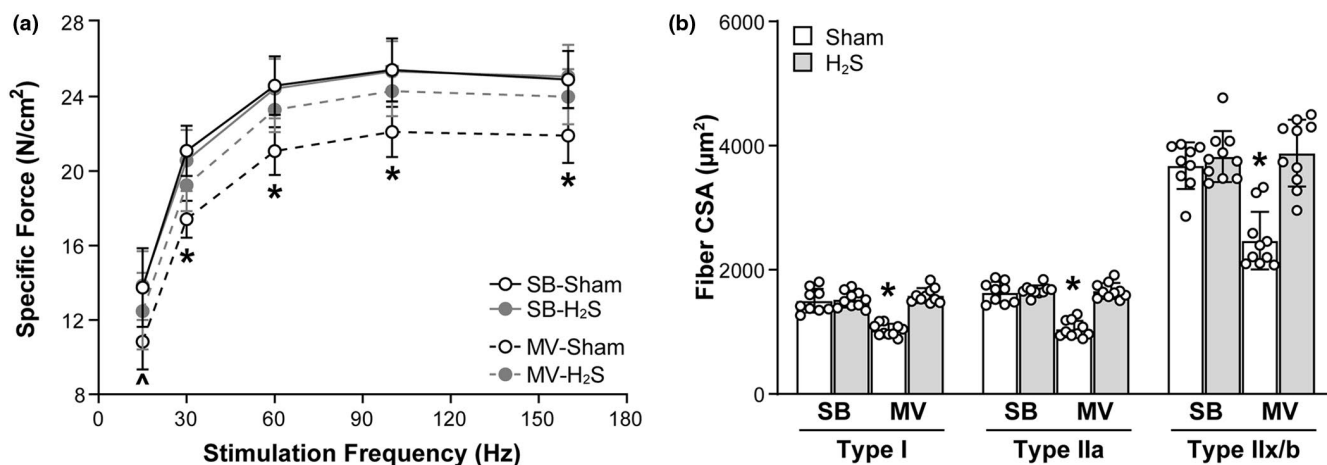 (a)
Specific Force (N/cm²)
28
24
20
16
12
8
*
*
*
*
^
SB-Sham
SB-H₂S
MV-Sham
MV-H₂S
0 30 60 90 120 150 180
Stimulation Frequency (Hz)
(b)
Fiber CSA (µm²)
6000
4000
2000
0
Sham
H₂S
*
*
*
SB MV SB MV SB MV
Type I Type IIa Type IIx/b